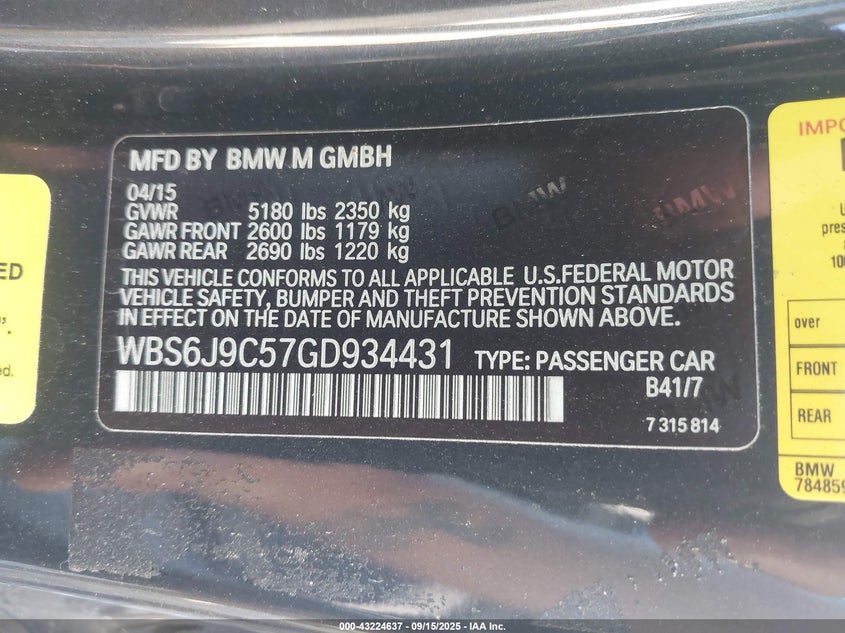 MFD BY BMW M GMBH
04/15
GVWR 5180 lbs 2350 kg
GAWR FRONT 2600 lbs 1179 kg
GAWR REAR 2690 lbs 1220 kg
THIS VEHICLE CONFORMS TO ALL APPLICABLE U.S.FEDERAL MOTOR
VEHICLE SAFETY, BUMPER AND THEFT PREVENTION STANDARDS
IN EFFECT ON THE DATE OF MANUFACTURE SHOWN ABOVE.
WBS6J9C57GD934431 TYPE: PASSENGER CAR
B41/7
7 315 814
BMW
BMW
BMW
over
FRONT
REAR
BMW
000-43224637 - 09/15/2025 - IAA Inc.